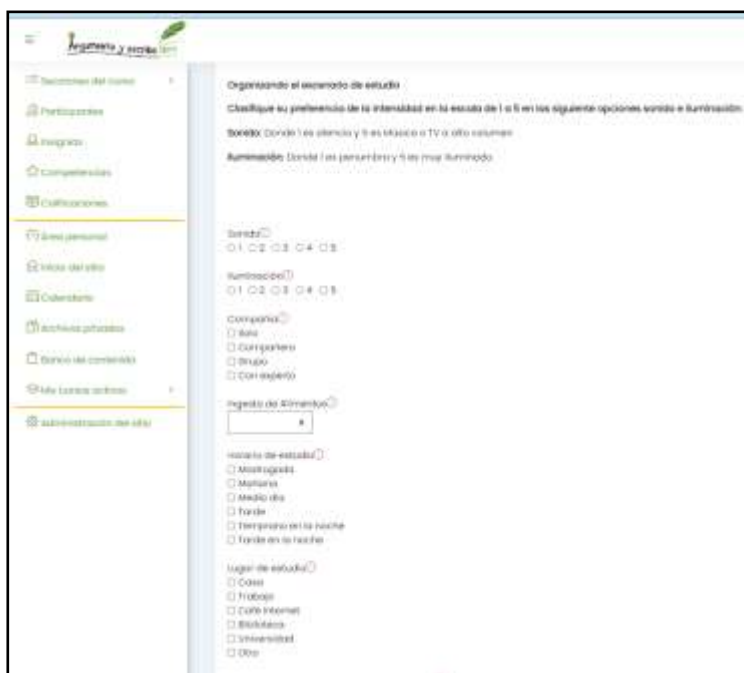 Argumenta y escribe
Secciones del curso
Participantes
Insignias
Competencias
Calificaciones
Área personal
Inicio del sitio
Calendario
Archivos privados
Banco de contenido
Mis cursos activos
Administración del sitio
Organizando el escenario de estudio
Clasifique su preferencia de la intensidad en la escala de 1 a 5 en las siguiente opciones sonido e iluminación
Sonido: Donde 1 es silencio y 5 es Música o TV a alto volumen
Iluminación: Donde 1 es penumbra y 5 es muy iluminado
Sonido
1 2 3 4 5
Iluminación
1 2 3 4 5
Compañía
Solo
Compañero
Grupo
Con experto
Ingesta de Alimentos
Horario de estudio
Madrugada
Mañana
Medio día
Tarde
Temprano en la noche
Tarde en la noche
Lugar de estudio
Casa
Trabajo
Café Internet
Biblioteca
Universidad
Otro